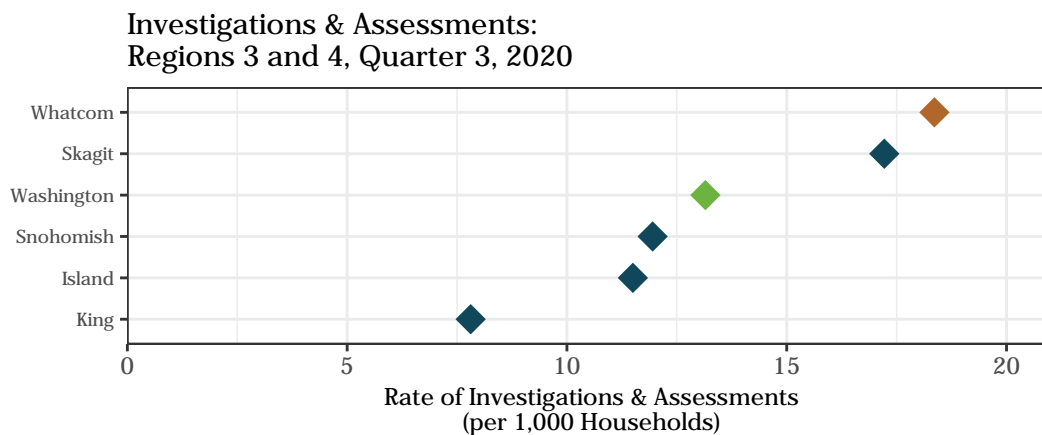 Investigations & Assessments:
Regions 3 and 4, Quarter 3, 2020
Whatcom
Skagit
Washington
Snohomish
Island
King
0 5 10 15 20
Rate of Investigations & Assessments
(per 1,000 Households)